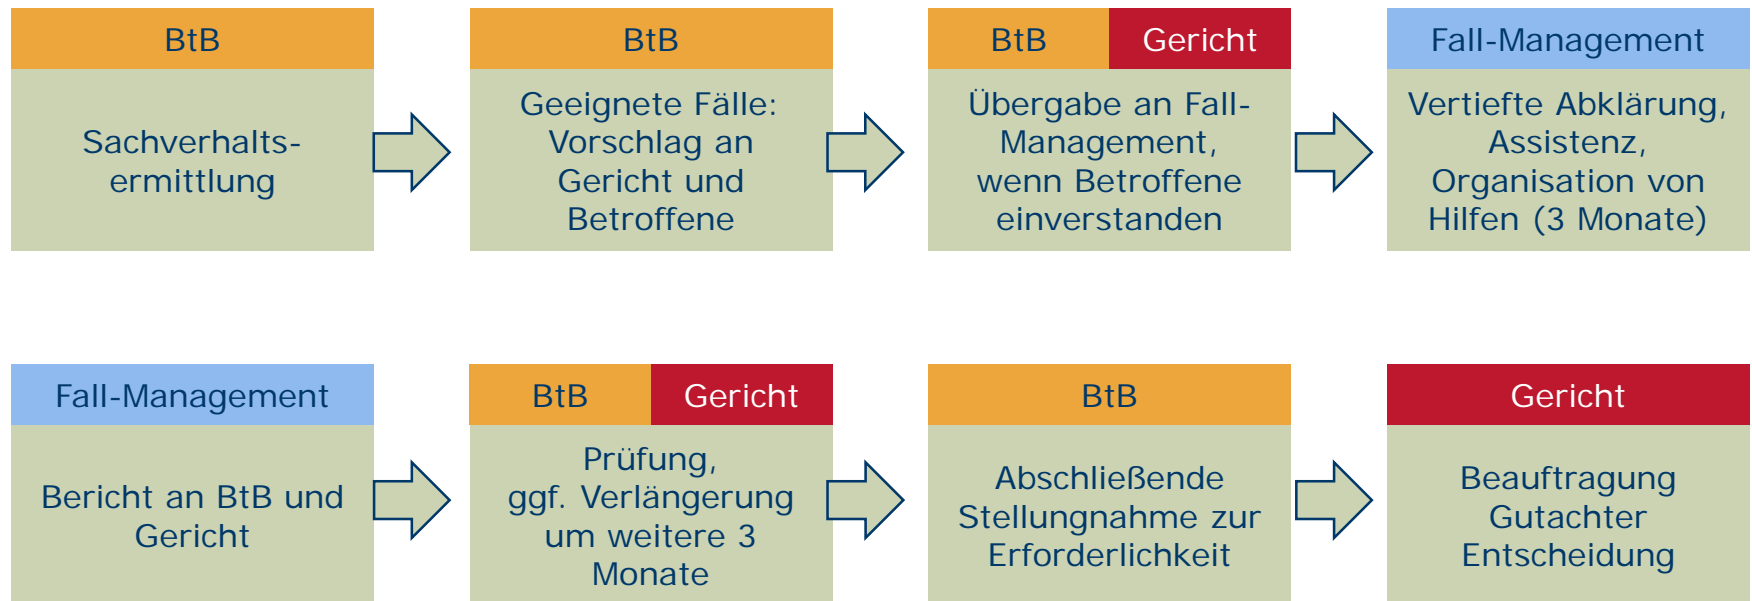 BtB
Sachverhalts-
ermittlung
BtB
Geeignete Fälle:
Vorschlag an
Gericht und
Betroffene
BtB
Gericht
Übergabe an Fall-
Management,
wenn Betroffene
einverstanden
Fall-Management
Vertiefte Abklärung,
Assistenz,
Organisation von
Hilfen (3 Monate)
Fall-Management
Bericht an BtB und
Gericht
BtB
Gericht
Prüfung,
ggf. Verlängerung
um weitere 3
Monate
BtB
Abschließende
Stellungnahme zur
Erforderlichkeit
Gericht
Beauftragung
Gutachter
Entscheidung